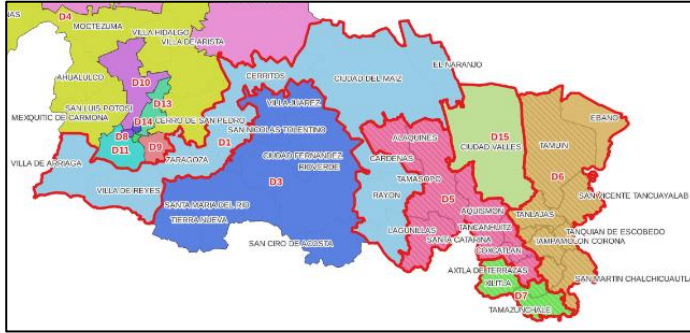 ÑAS
D4
MOCTEZUMA
VILLA HIDALGO
VILLA DE ARISTA
EL NARANJO
AHUALULCO
D10
CERRITOS
CIUDAD DEL MAIZ
SAN LUIS POTOSI
D13
VILLA JUAREZ
EBANO
MEXQUITIC DE CARMONA
D14
CERRO DE SAN PEDRO
SAN NICOLAS TOLENTINO
ALAQUINES
D15
D8
D1
CIUDAD VALLES
TAMUIN
D11
D9
ZARAGOZA
CIUDAD FERNANDEZ
CARDENAS
VILLA DE ARRIAGA
RIOVERDE
TAMASOPO
D6
D3
VILLA DE REYES
RAYON
D5
SAN VICENTE TANCUAYALAB
SANTA MARIA DEL RIO
AQUISMON
TANLAJAS
TIERRA NUEVA
LAGUNILLAS
TANCANHUITZ
TANQUIAN DE ESCOBEDO
SAN CIRO DE ACOSTA
SANTA CATARINA
TAMPAMOLON CORONA
COXCATLAN
AXTLA DE TERRAZAS
SAN MARTIN CHALCHICUAUTLA
XILITLA
D7
TAMAZUNCHALE